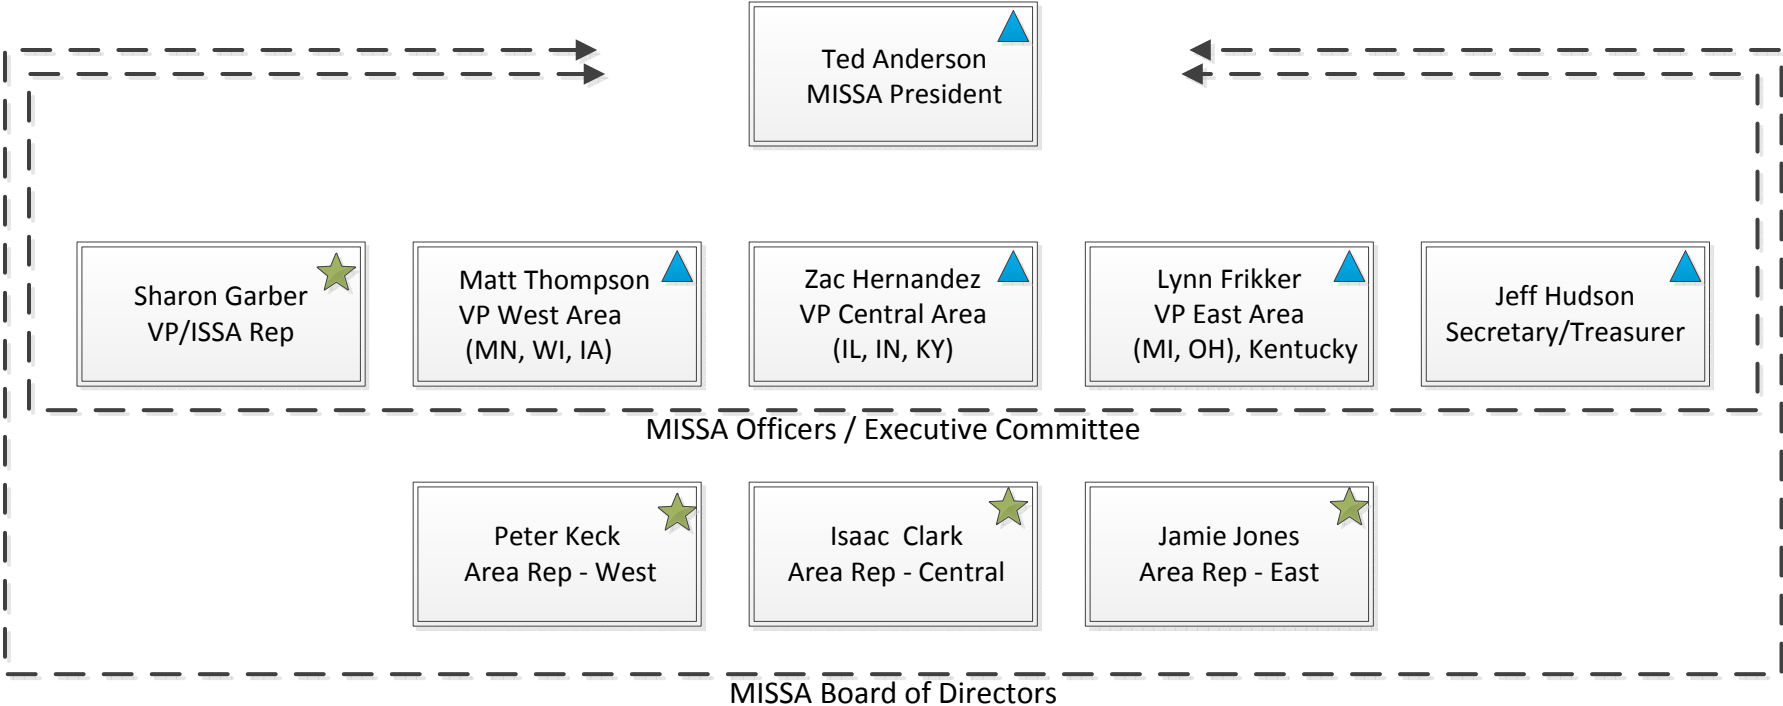 Ted Anderson
MISSA President
Sharon Garber
VP/ISSA Rep
Matt Thompson
VP West Area
(MN, WI, IA)
Zac Hernandez
VP Central Area
(IL, IN, KY)
Lynn Frikker
VP East Area
(MI, OH), Kentucky
Jeff Hudson
Secretary/Treasurer
MISSA Officers / Executive Committee
Peter Keck
Area Rep - West
Isaac  Clark
Area Rep - Central
Jamie Jones
Area Rep - East
MISSA Board of Directors